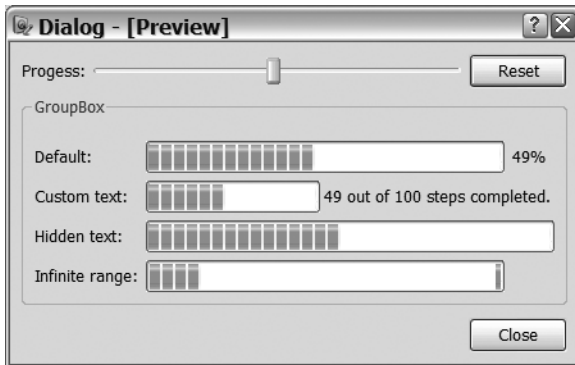 Dialog - [Preview]
?
Progess:
Reset
GroupBox
Default:
49%
Custom text:
49 out of 100 steps completed.
Hidden text:
Infinite range:
Close